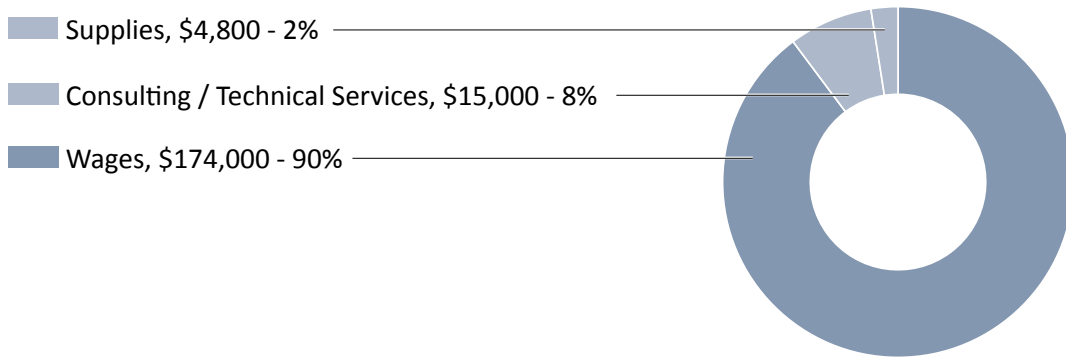 Supplies, $4,800 - 2%
Consulting / Technical Services, $15,000 - 8%
Wages, $174,000 - 90%